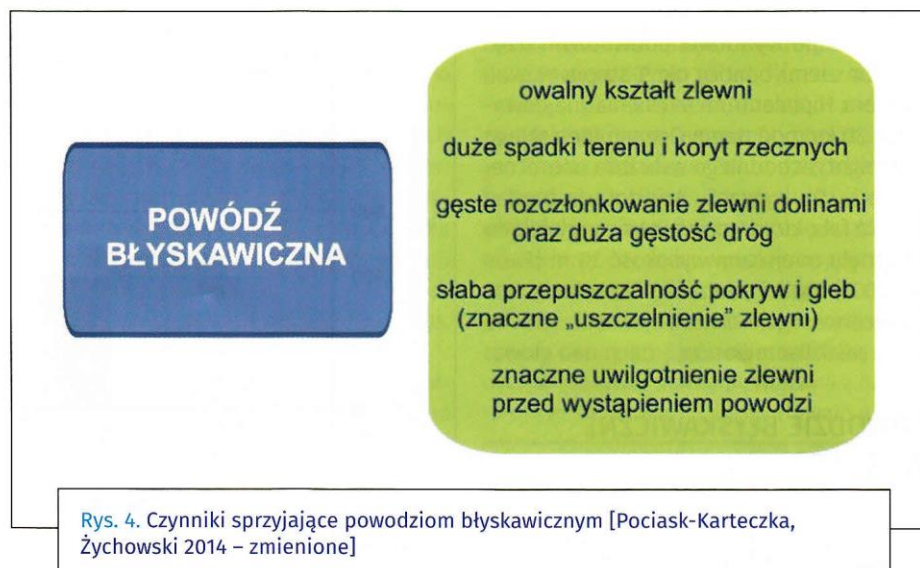 POWÓDŹ
BŁYSKAWICZNA
owalny kształt zlewni
duże spadki terenu i koryt rzecznych
gęste rozczłonkowanie zlewni dolinami
oraz duża gęstość dróg
słaba przepuszczalność pokryw i gleb
(znaczne „uszczelnienie” zlewni)
znaczne uwilgotnienie zlewni
przed wystąpieniem powodzi
Rys. 4. Czynniki sprzyjające powodziom błyskawicznym [Pociask-Karteczka,
Żychowski 2014 – zmienione]